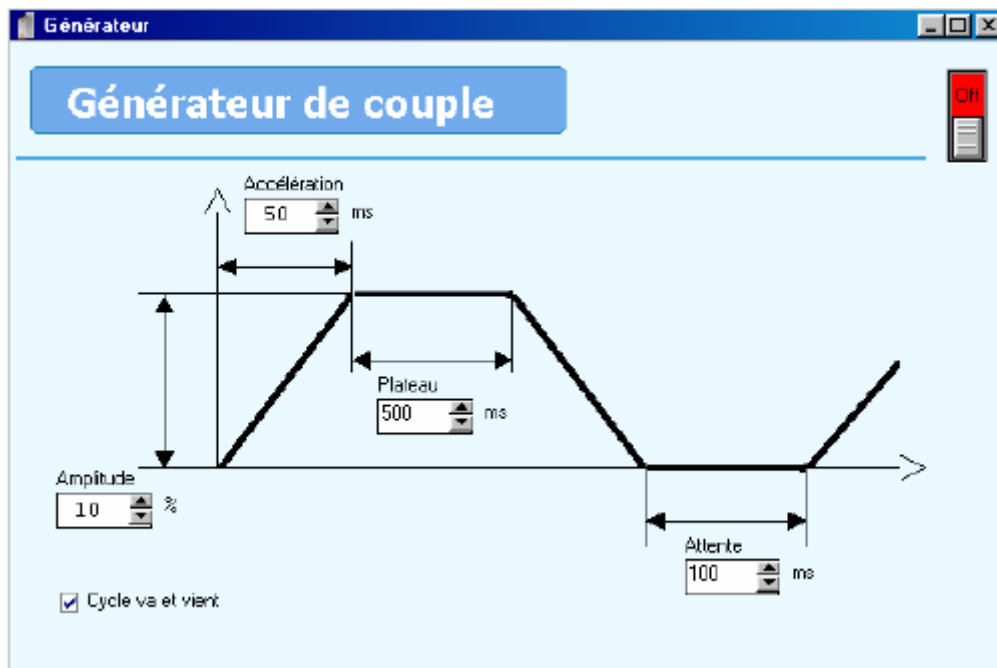 Générateur
Générateur de couple
Off
Accélération
50 ms
Plateau
500 ms
Amplitude
10 %
Attente
100 ms
Cycle va et vient